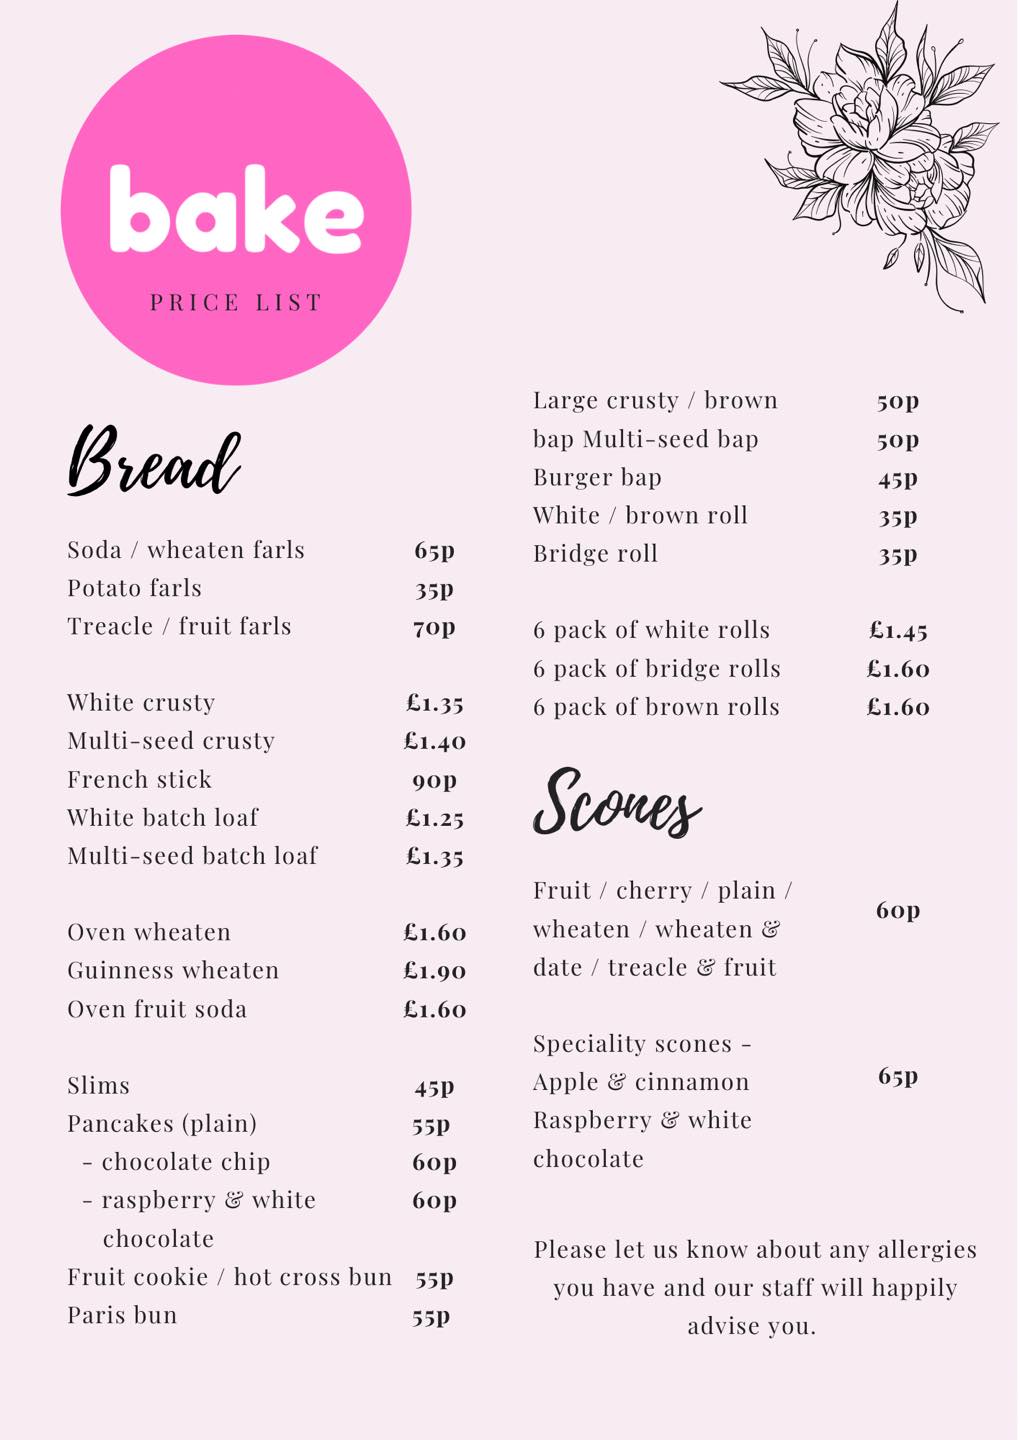 bake
PRICE LIST
Bread
Soda / wheaten farls 65p
Potato farls 35p
Treacle / fruit farls 70p
White crusty £1.35
Multi-seed crusty £1.40
French stick 90p
White batch loaf £1.25
Multi-seed batch loaf £1.35
Oven wheaten £1.60
Guinness wheaten £1.90
Oven fruit soda £1.60
Slims 45p
Pancakes (plain) 55p
- chocolate chip 60p
- raspberry & white 60p
chocolate
Fruit cookie / hot cross bun 55p
Paris bun 55p
Large crusty / brown 50p
bap Multi-seed bap 50p
Burger bap 45p
White / brown roll 35p
Bridge roll 35p
6 pack of white rolls £1.45
6 pack of bridge rolls £1.60
6 pack of brown rolls £1.60
Scones
Fruit / cherry / plain /
60p
wheaten / wheaten &
date / treacle & fruit
Speciality scones -
Apple & cinnamon 65p
Raspberry & white
chocolate
Please let us know about any allergies
you have and our staff will happily
advise you.